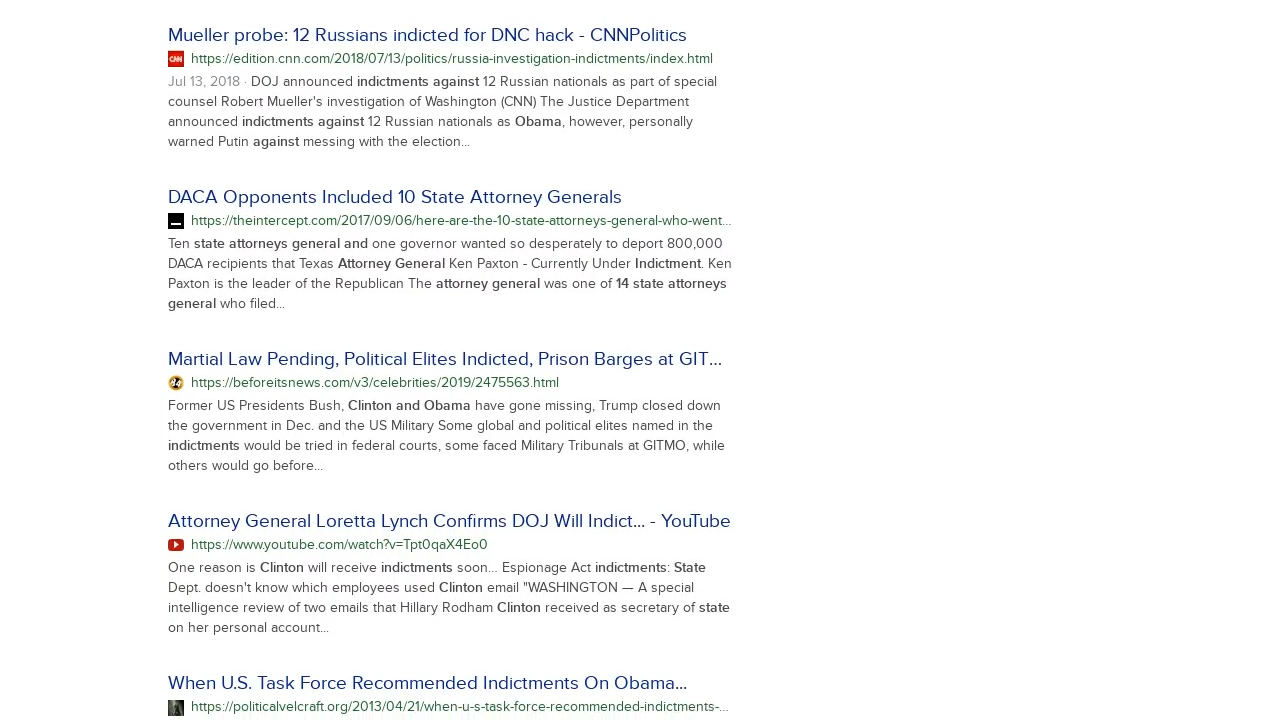 Mueller probe: 12 Russians indicted for DNC hack - CNNPolitics
CNN https://edition.cnn.com/2018/07/13/politics/russia-investigation-indictments/index.html
Jul 13, 2018 · DOJ announced indictments against 12 Russian nationals as part of special
counsel Robert Mueller's investigation of Washington (CNN) The Justice Department
announced indictments against 12 Russian nationals as Obama, however, personally
warned Putin against messing with the election...
DACA Opponents Included 10 State Attorney Generals
https://theintercept.com/2017/09/06/here-are-the-10-state-attorneys-general-who-went...
Ten state attorneys general and one governor wanted so desperately to deport 800,000
DACA recipients that Texas Attorney General Ken Paxton - Currently Under Indictment. Ken
Paxton is the leader of the Republican The attorney general was one of 14 state attorneys
general who filed...
Martial Law Pending, Political Elites Indicted, Prison Barges at GIT...
https://beforeitsnews.com/v3/celebrities/2019/2475563.html
Former US Presidents Bush, Clinton and Obama have gone missing, Trump closed down
the government in Dec. and the US Military Some global and political elites named in the
indictments would be tried in federal courts, some faced Military Tribunals at GITMO, while
others would go before...
Attorney General Loretta Lynch Confirms DOJ Will Indict... - YouTube
https://www.youtube.com/watch?v=Tpt0qaX4Eo0
One reason is Clinton will receive indictments soon... Espionage Act indictments: State
Dept. doesn't know which employees used Clinton email "WASHINGTON — A special
intelligence review of two emails that Hillary Rodham Clinton received as secretary of state
on her personal account...
When U.S. Task Force Recommended Indictments On Obama...
https://politicalvelcraft.org/2013/04/21/when-u-s-task-force-recommended-indictments-...